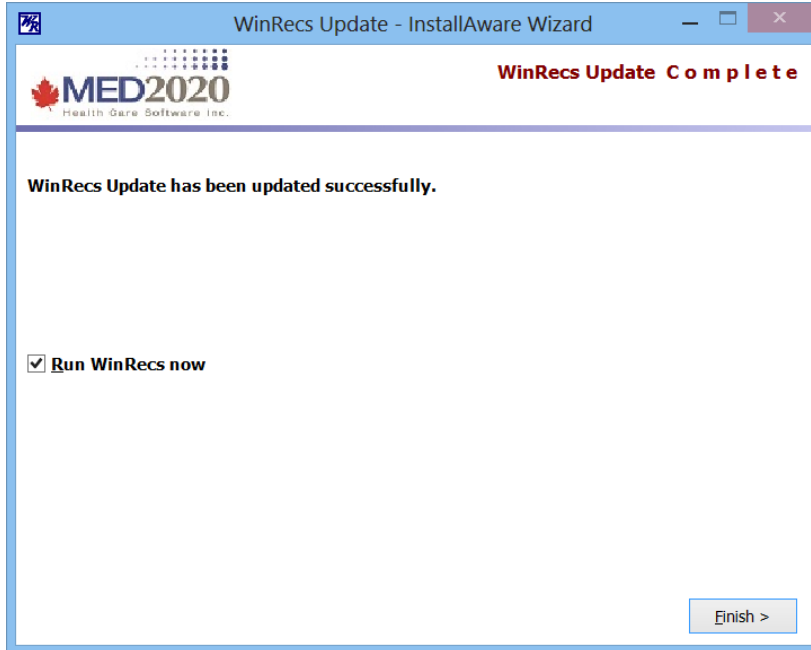 WR
WinRecs Update - InstallAware Wizard
MED2020
Health Care Software Inc.
WinRecs Update C o m p l e t e
WinRecs Update has been updated successfully.
Run WinRecs now
Finish >